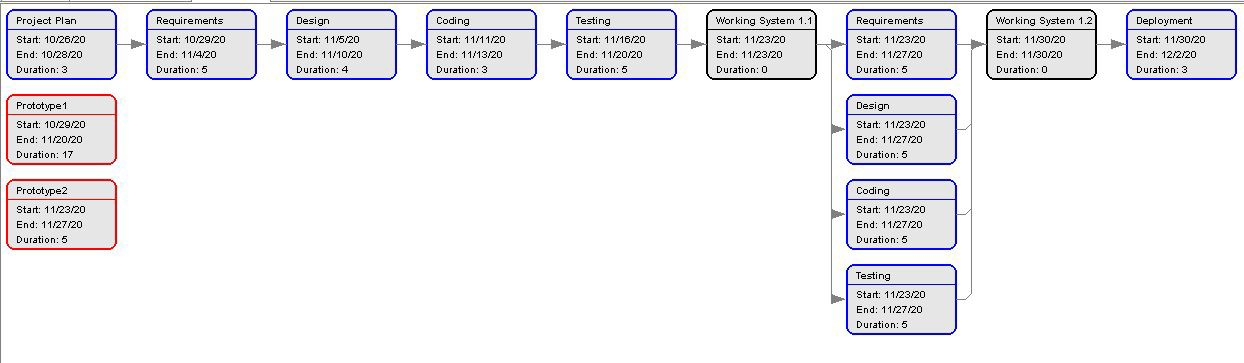 Project Plan
Start: 10/26/20
End: 10/28/20
Duration: 3
Requirements
Start: 10/29/20
End: 11/4/20
Duration: 5
Design
Start: 11/5/20
End: 11/10/20
Duration: 4
Coding
Start: 11/11/20
End: 11/13/20
Duration: 3
Testing
Start: 11/16/20
End: 11/20/20
Duration: 5
Working System 1.1
Start: 11/23/20
End: 11/23/20
Duration: 0
Requirements
Start: 11/23/20
End: 11/27/20
Duration: 5
Working System 1.2
Start: 11/30/20
End: 11/30/20
Duration: 0
Deployment
Start: 11/30/20
End: 12/2/20
Duration: 3
Prototype1
Start: 10/29/20
End: 11/20/20
Duration: 17
Design
Start: 11/23/20
End: 11/27/20
Duration: 5
Prototype2
Start: 11/23/20
End: 11/27/20
Duration: 5
Coding
Start: 11/23/20
End: 11/27/20
Duration: 5
Testing
Start: 11/23/20
End: 11/27/20
Duration: 5